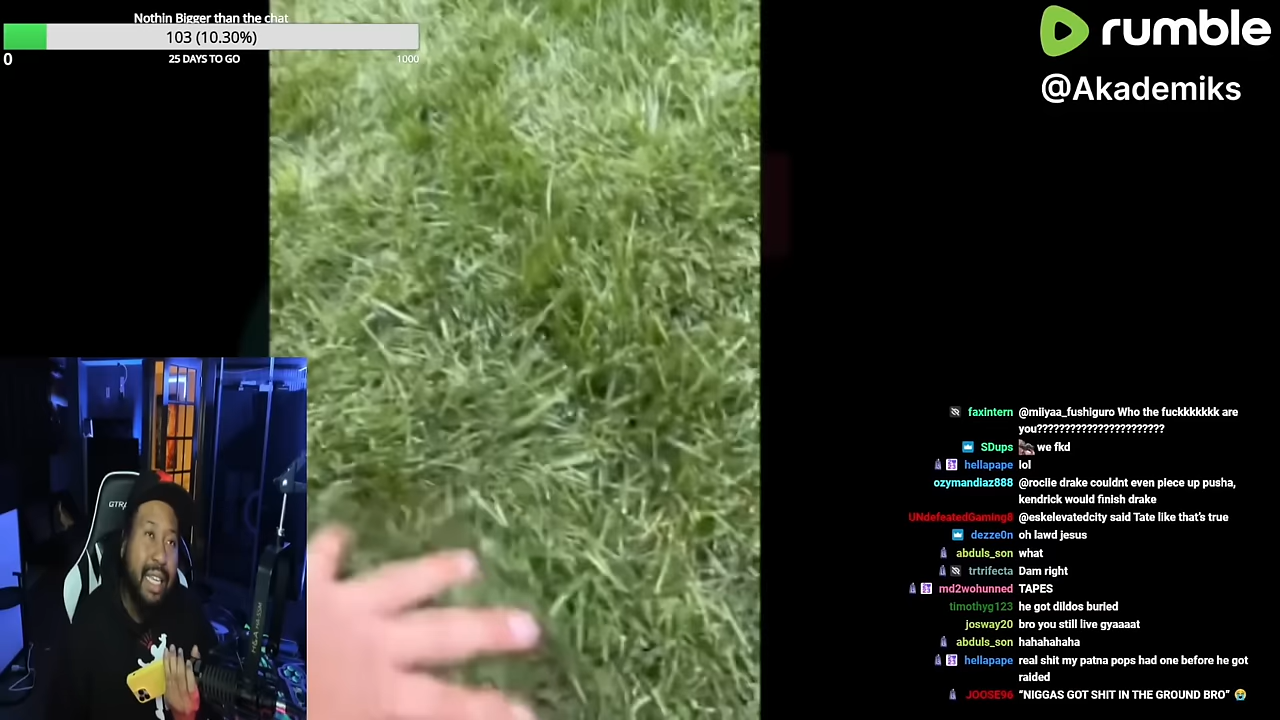 Nothin Bigger than the chat
103 (10.30%)
0
25 DAYS TO GO
1000
rumble
@Akademiks
faxintern @miiyaa_fushiguro Who the fuckkkkkkk are
you???????????????????????
SDups we fkd
hellapape lol
ozymandiaz888 @roclie drake couldnt even piece up pusha,
kendrick would finish drake
UNdefeatedGaming8 @eskelevatedcity said Tate like that's true
dezze0n oh lawd jesus
abduls_son what
trtrifecta Dam right
md2wohunned TAPES
timothyg123 he got dildos buried
josway20 bro you still live gyaaaat
abduls_son hahahahaha
hellapape real shit my patna pops had one before he got
raided
JOOSE96 “NIGGAS GOT SHIT IN THE GROUND BRO” 😭
GTRA